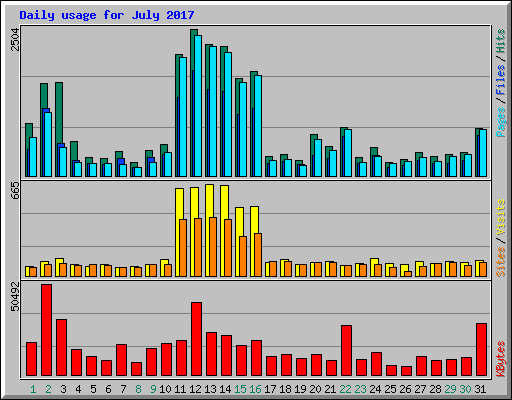 Daily usage for July 2017
2504
Pages / Files / Hits
665
Sites / Visits
50492
KBytes
1 2 3 4 5 6 7 8 9 10 11 12 13 14 15 16 17 18 19 20 21 22 23 24 25 26 27 28 29 30 31